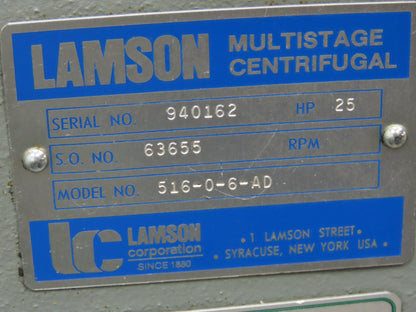 LAMSON MULTISTAGE CENTRIFUGAL
SERIAL NO. 940162 HP 25
S.O. NO. 63655 RPM
MODEL NO. 516-0-6-AD
lc LAMSON corporation SINCE 1880
• 1 LAMSON STREET •
SYRACUSE, NEW YORK USA •